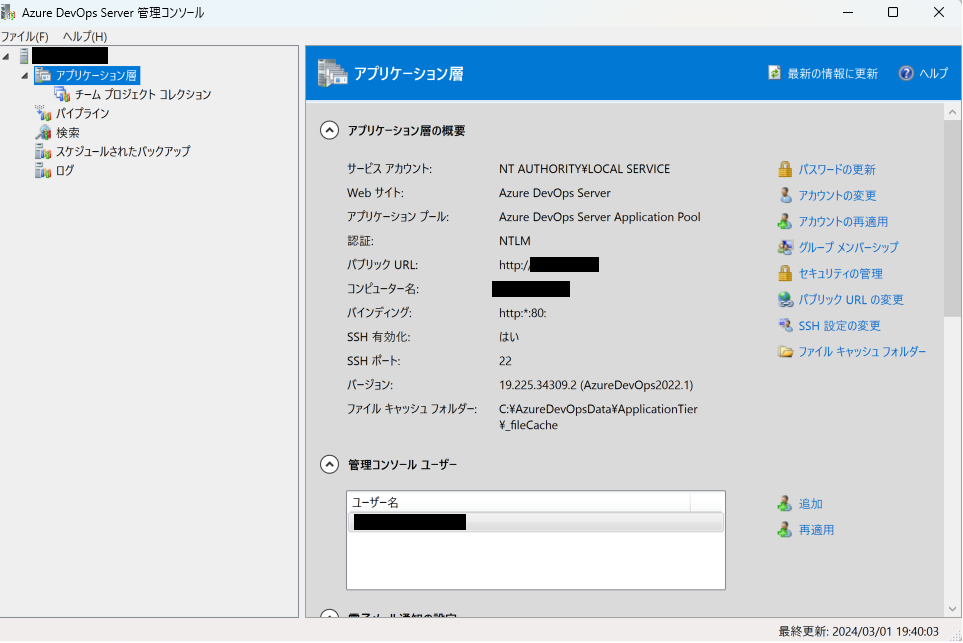 Azure DevOps Server 管理コンソール
ファイル(F) ヘルプ(H)
アプリケーション層
チーム プロジェクト コレクション
パイプライン
検索
スケジュールされたバックアップ
ログ
アプリケーション層
最新の情報に更新
ヘルプ
アプリケーション層の概要
サービス アカウント: NT AUTHORITY¥LOCAL SERVICE
Web サイト: Azure DevOps Server
アプリケーション プール: Azure DevOps Server Application Pool
認証: NTLM
パブリック URL: http:/
コンピューター名:
バインディング: http:*:80:
SSH 有効化: はい
SSH ポート: 22
バージョン: 19.225.34309.2 (AzureDevOps2022.1)
ファイル キャッシュ フォルダー: C:¥AzureDevOpsData¥ApplicationTier
¥_fileCache
パスワードの更新
アカウントの変更
アカウントの再適用
グループ メンバーシップ
セキュリティの管理
パブリック URL の変更
SSH 設定の変更
ファイル キャッシュ フォルダー
管理コンソール ユーザー
ユーザー名
追加
再適用
電子メール通知の設定
最終更新: 2024/03/01 19:40:03